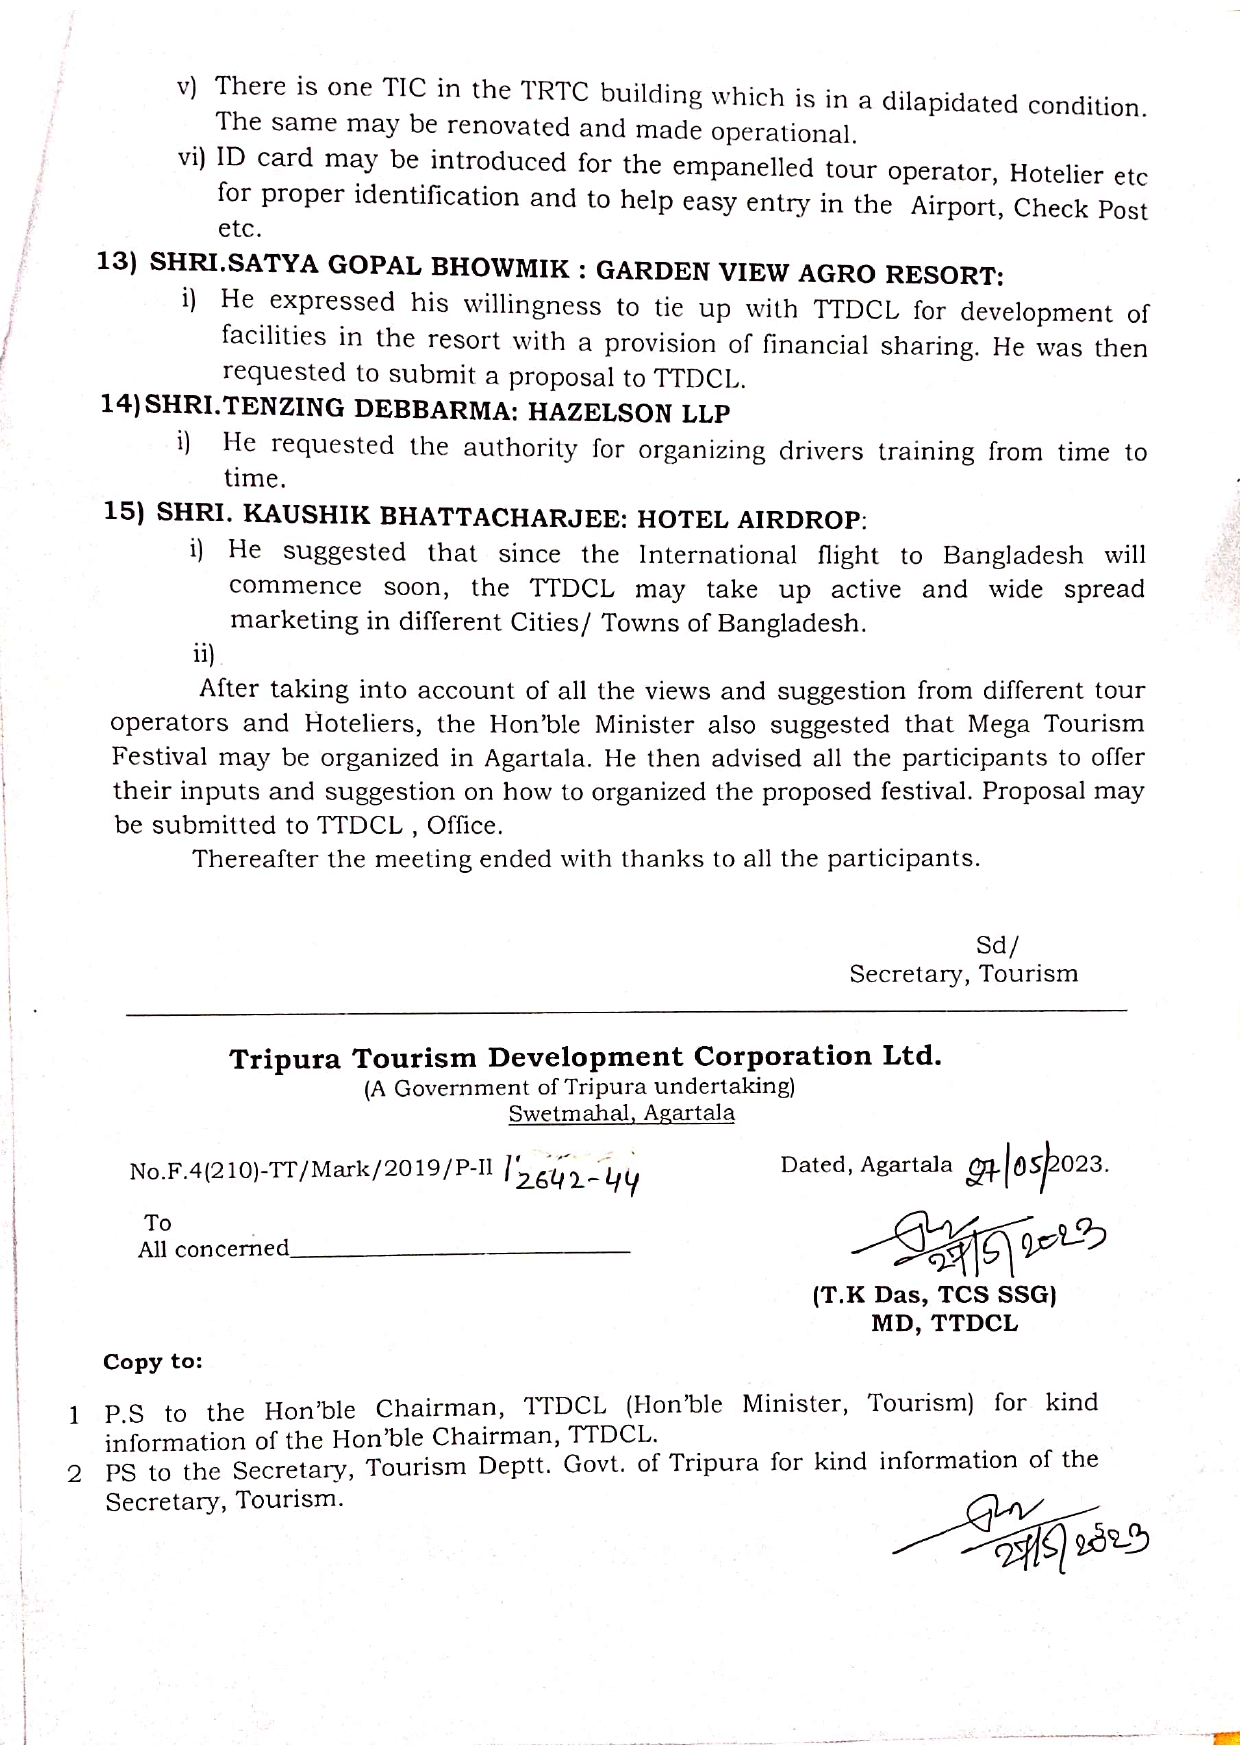 v) There is one TIC in the TRTC building which is in a dilapidated condition.
The same may be renovated and made operational.
vi) ID card may be introduced for the empanelled tour operator, Hotelier etc
for proper identification and to help easy entry in the Airport, Check Post
etc.
13) SHRI.SATYA GOPAL BHOWMIK : GARDEN VIEW AGRO RESORT:
i) He expressed his willingness to tie up with TTDCL for development of
facilities in the resort with a provision of financial sharing. He was then
requested to submit a proposal to TTDCL.
14) SHRI.TENZING DEBBARMA: HAZELSON LLP
i) He requested the authority for organizing drivers training from time to
time.
15) SHRI. KAUSHIK BHATTACHARJEE: HOTEL AIRDROP:
i) He suggested that since the International flight to Bangladesh will
commence soon, the TTDCL may take up active and wide spread
marketing in different Cities/ Towns of Bangladesh.
ii)
After taking into account of all the views and suggestion from different tour
operators and Hoteliers, the Hon'ble Minister also suggested that Mega Tourism
Festival may be organized in Agartala. He then advised all the participants to offer
their inputs and suggestion on how to organized the proposed festival. Proposal may
be submitted to TTDCL , Office.
Thereafter the meeting ended with thanks to all the participants.
Sd/
Secretary, Tourism
Tripura Tourism Development Corporation Ltd.
(A Government of Tripura undertaking)
Swetmahal, Agartala
No.F.4(210)-TT/Mark/2019/P-II / 2642-44
Dated, Agartala 27/05/2023.
To
All concerned
27/5/2023
(T.K Das, TCS SSG)
MD, TTDCL
Copy to:
1 P.S to the Hon'ble Chairman, TTDCL (Hon'ble Minister, Tourism) for kind
information of the Hon'ble Chairman, TTDCL.
2 PS to the Secretary, Tourism Deptt. Govt. of Tripura for kind information of the
Secretary, Tourism.
27/5/2023